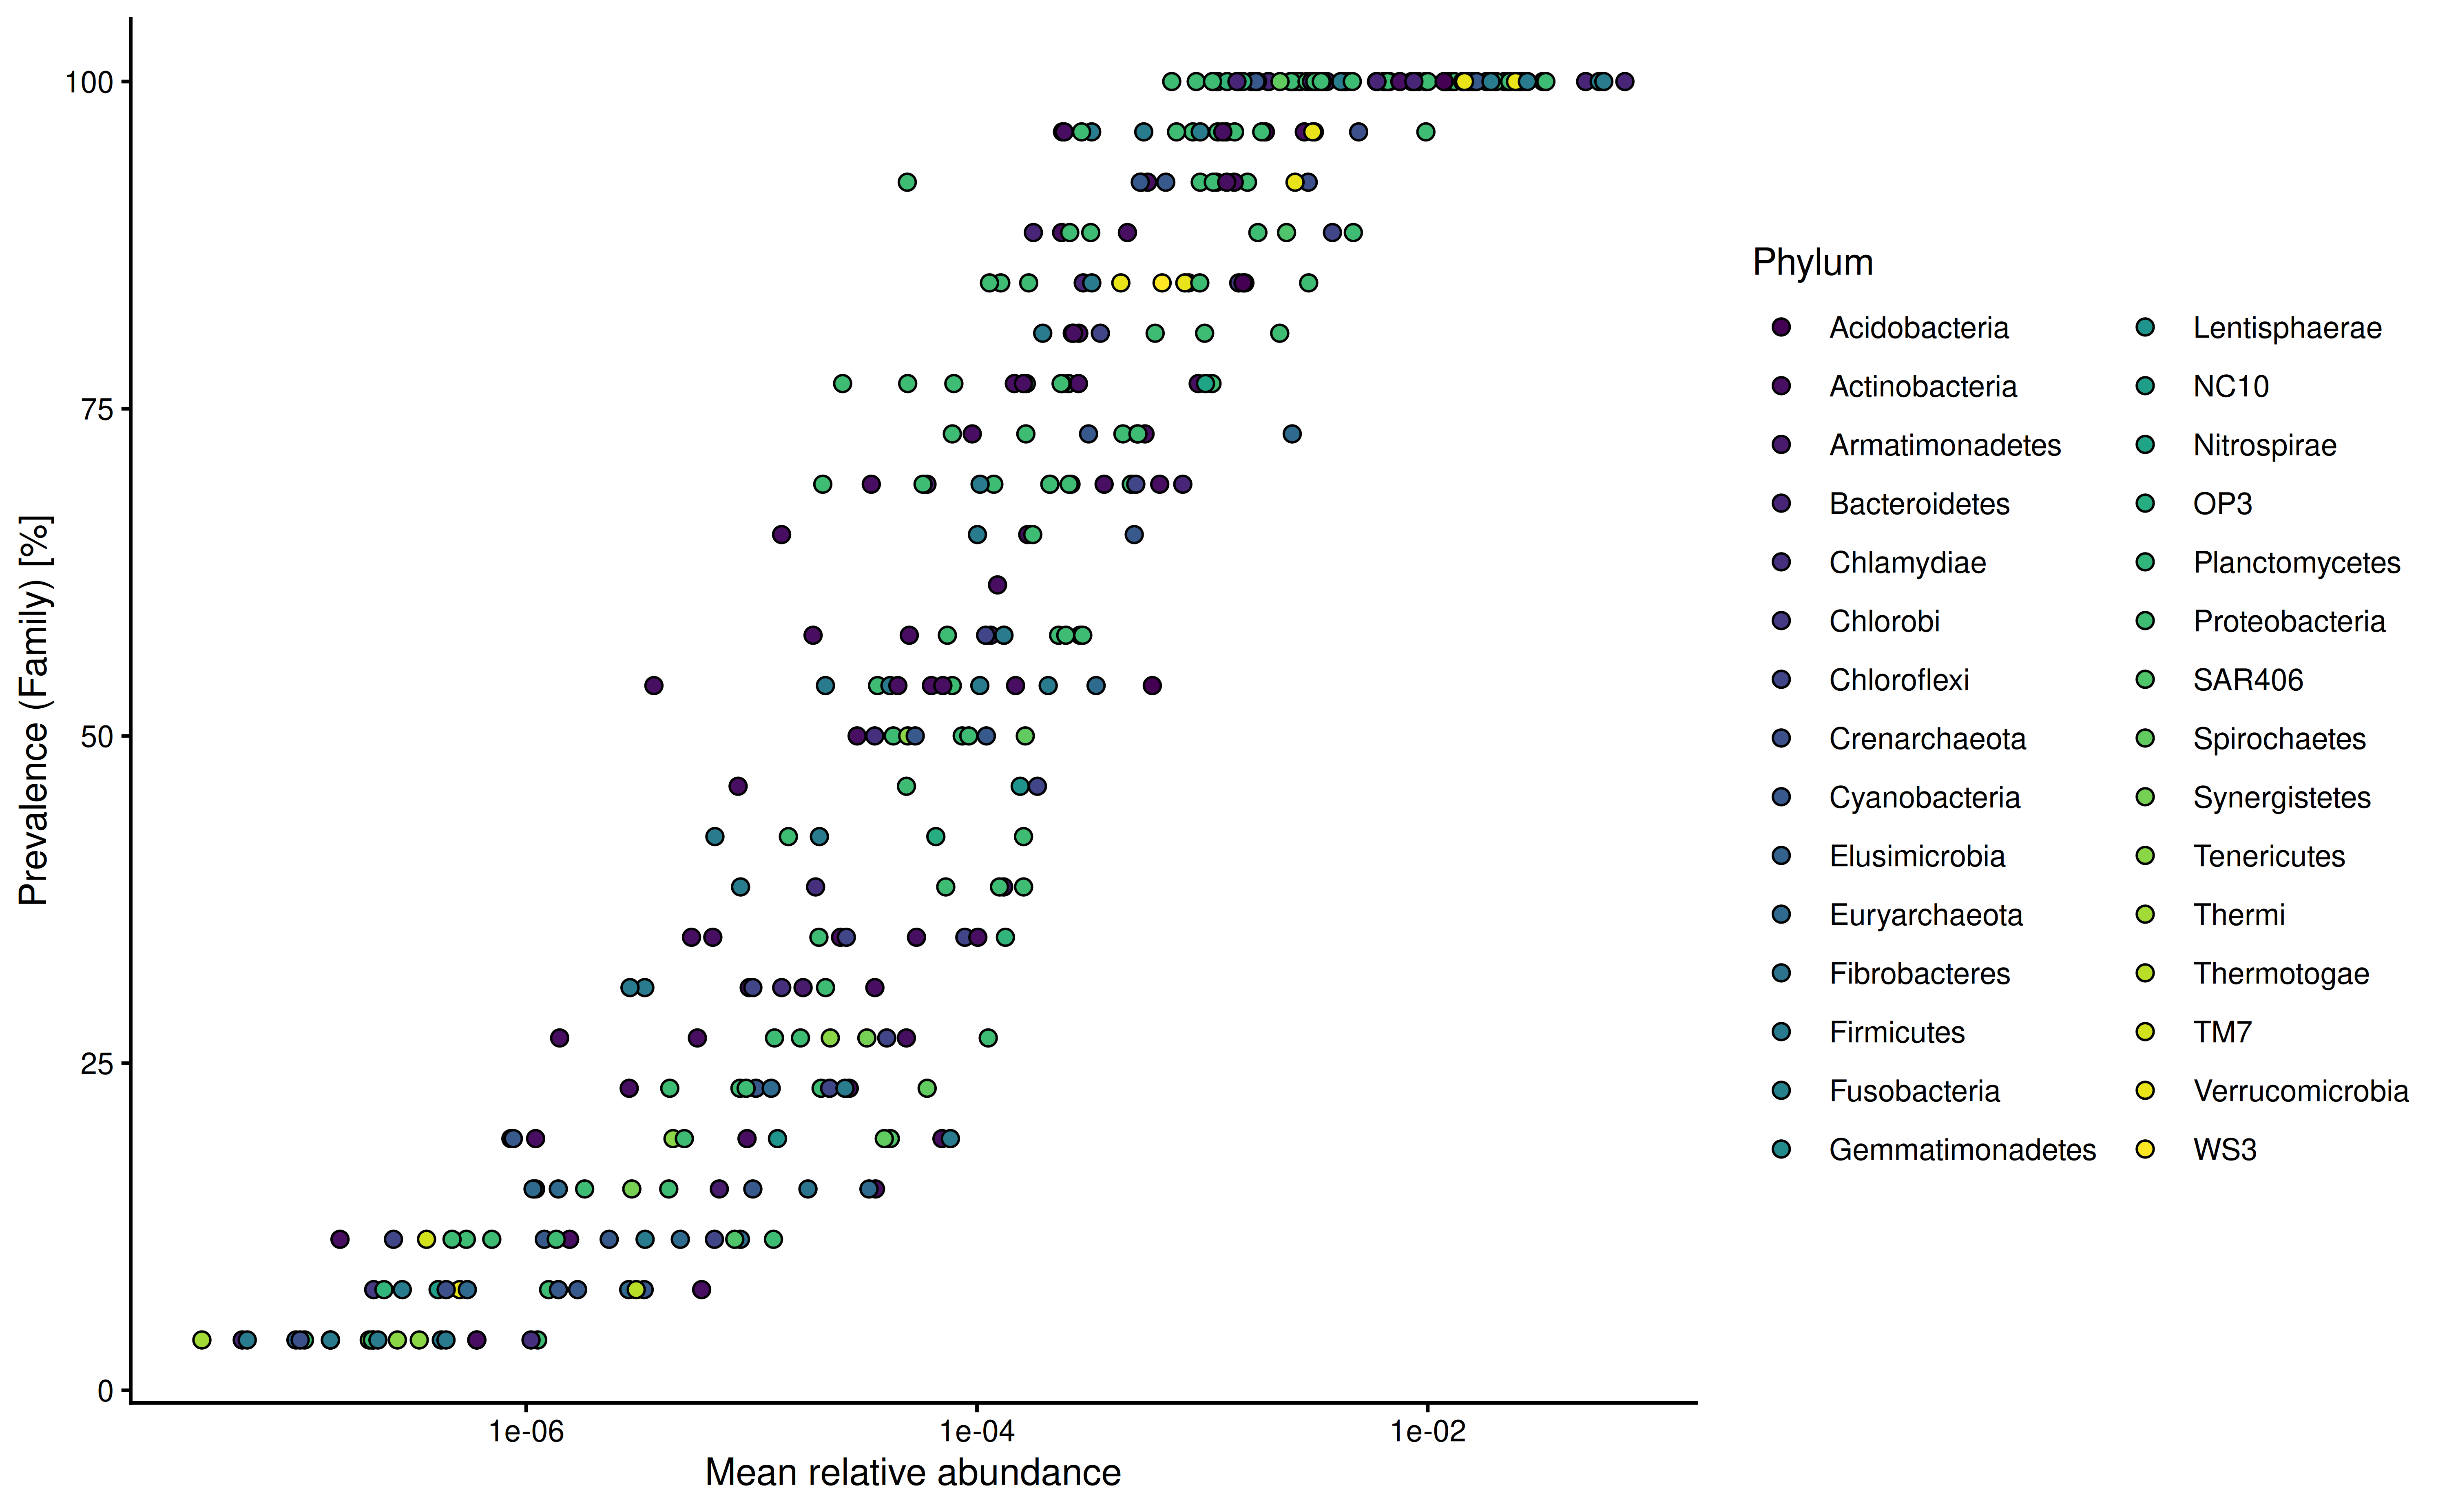 Prevalence (Family) [%]
100
75
50
25
0
1e-06
1e-04
1e-02
Mean relative abundance
Phylum
Acidobacteria
Actinobacteria
Armatimonadetes
Bacteroidetes
Chlamydiae
Chlorobi
Chloroflexi
Crenarchaeota
Cyanobacteria
Elusimicrobia
Euryarchaeota
Fibrobacteres
Firmicutes
Fusobacteria
Gemmatimonadetes
Lentisphaerae
NC10
Nitrospirae
OP3
Planctomycetes
Proteobacteria
SAR406
Spirochaetes
Synergistetes
Tenericutes
Thermi
Thermotogae
TM7
Verrucomicrobia
WS3